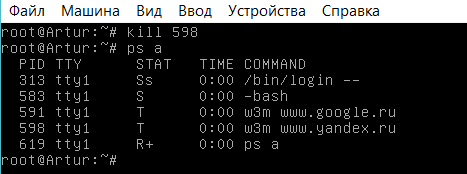 Файл Машина Вид Ввод Устройства Справка
root@Artur:~# kill 598
root@Artur:~# ps a
PID TTY STAT TIME COMMAND
313 tty1 Ss 0:00 /bin/login --
583 tty1 S 0:00 -bash
591 tty1 T 0:00 w3m www.google.ru
598 tty1 T 0:00 w3m www.yandex.ru
619 tty1 R+ 0:00 ps a
root@Artur:~#